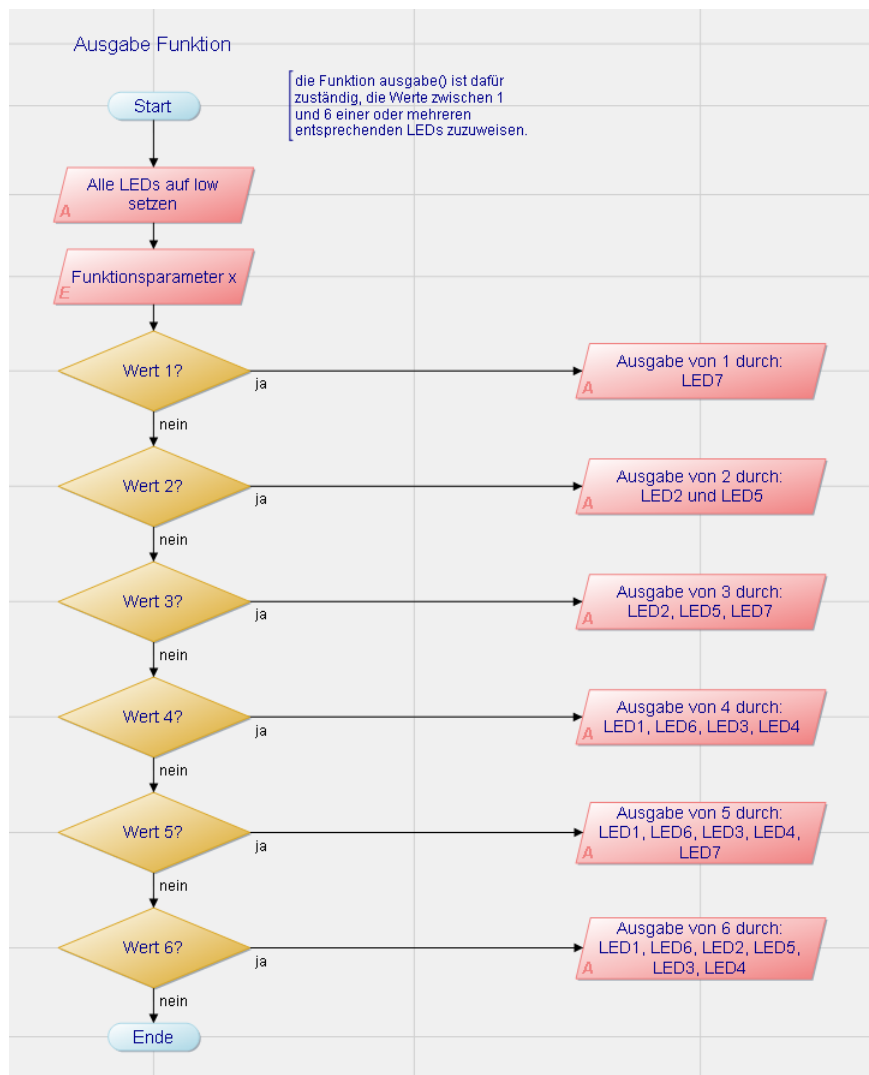 Ausgabe Funktion
die Funktion ausgabe() ist dafür
zuständig, die Werte zwischen 1
und 6 einer oder mehreren
entsprechenden LEDs zuzuweisen.
Start
Alle LEDs auf low
setzen
A
Funktionsparameter x
E
Wert 1?
ja
Ausgabe von 1 durch:
LED7
A
nein
Wert 2?
ja
Ausgabe von 2 durch:
LED2 und LED5
A
nein
Wert 3?
ja
Ausgabe von 3 durch:
LED2, LED5, LED7
A
nein
Wert 4?
ja
Ausgabe von 4 durch:
LED1, LED6, LED3, LED4
A
nein
Wert 5?
ja
Ausgabe von 5 durch:
LED1, LED6, LED3, LED4,
LED7
A
nein
Wert 6?
ja
Ausgabe von 6 durch:
LED1, LED6, LED2, LED5,
LED3, LED4
A
nein
Ende